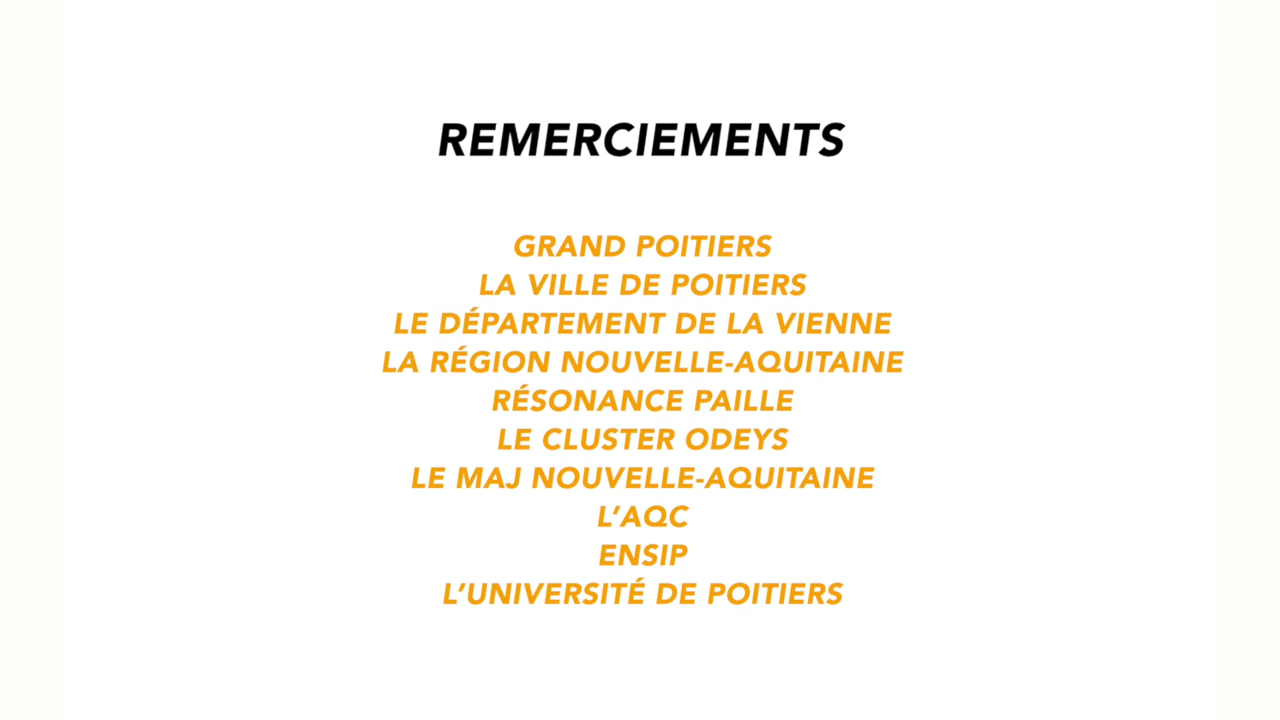 REMERCIEMENTS
GRAND POITIERS
LA VILLE DE POITIERS
LE DÉPARTEMENT DE LA VIENNE
LA RÉGION NOUVELLE-AQUITAINE
RÉSONANCE PAILLE
LE CLUSTER ODEYS
LE MAJ NOUVELLE-AQUITAINE
L’AQC
ENSIP
L’UNIVERSITÉ DE POITIERS